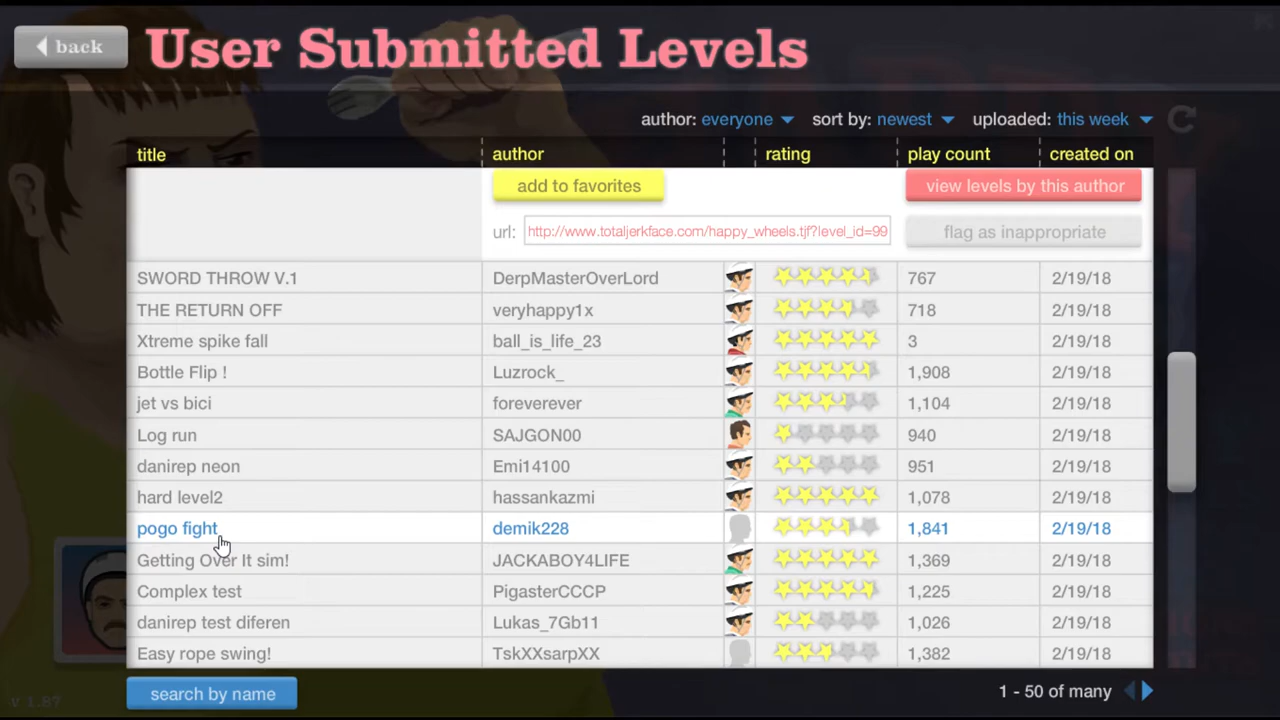 back
User Submitted Levels
author: everyone sort by: newest uploaded: this week
title author rating play count created on
add to favorites view levels by this author
url: http://www.totaljerkface.com/happy_wheels.tjf?level_id=99 flag as inappropriate
SWORD THROW V.1 DerpMasterOverLord 767 2/19/18
THE RETURN OFF veryhappy1x 718 2/19/18
Xtreme spike fall ball_is_life_23 3 2/19/18
Bottle Flip ! Luzrock_ 1,908 2/19/18
jet vs bici foreverever 1,104 2/19/18
Log run SAJGON00 940 2/19/18
danirep neon Emi14100 951 2/19/18
hard level2 hassankazmi 1,078 2/19/18
pogo fight demik228 1,841 2/19/18
Getting Over It sim! JACKABOY4LIFE 1,369 2/19/18
Complex test PigasterCCCP 1,225 2/19/18
danirep test diferen Lukas_7Gb11 1,026 2/19/18
Easy rope swing! TskXXsarpXX 1,382 2/19/18
search by name 1 - 50 of many
v 1.87